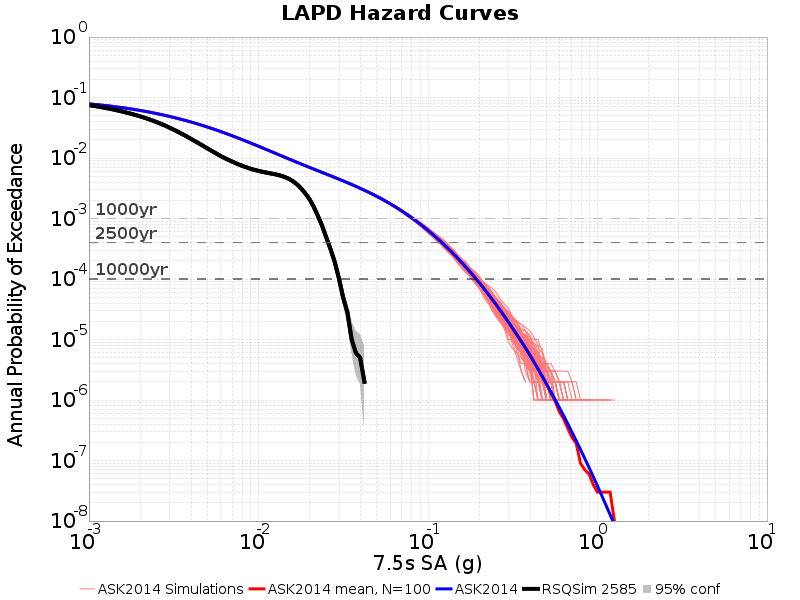 LAPD Hazard Curves
Annual Probability of Exceedance
10^0
10^-1
10^-2
10^-3
10^-4
10^-5
10^-6
10^-7
10^-8
1000yr
2500yr
10000yr
10^-3 10^-2 10^-1 10^0 10^1
7.5s SA (g)
ASK2014 Simulations ASK2014 mean, N=100 ASK2014 RSQSim 2585 95% conf